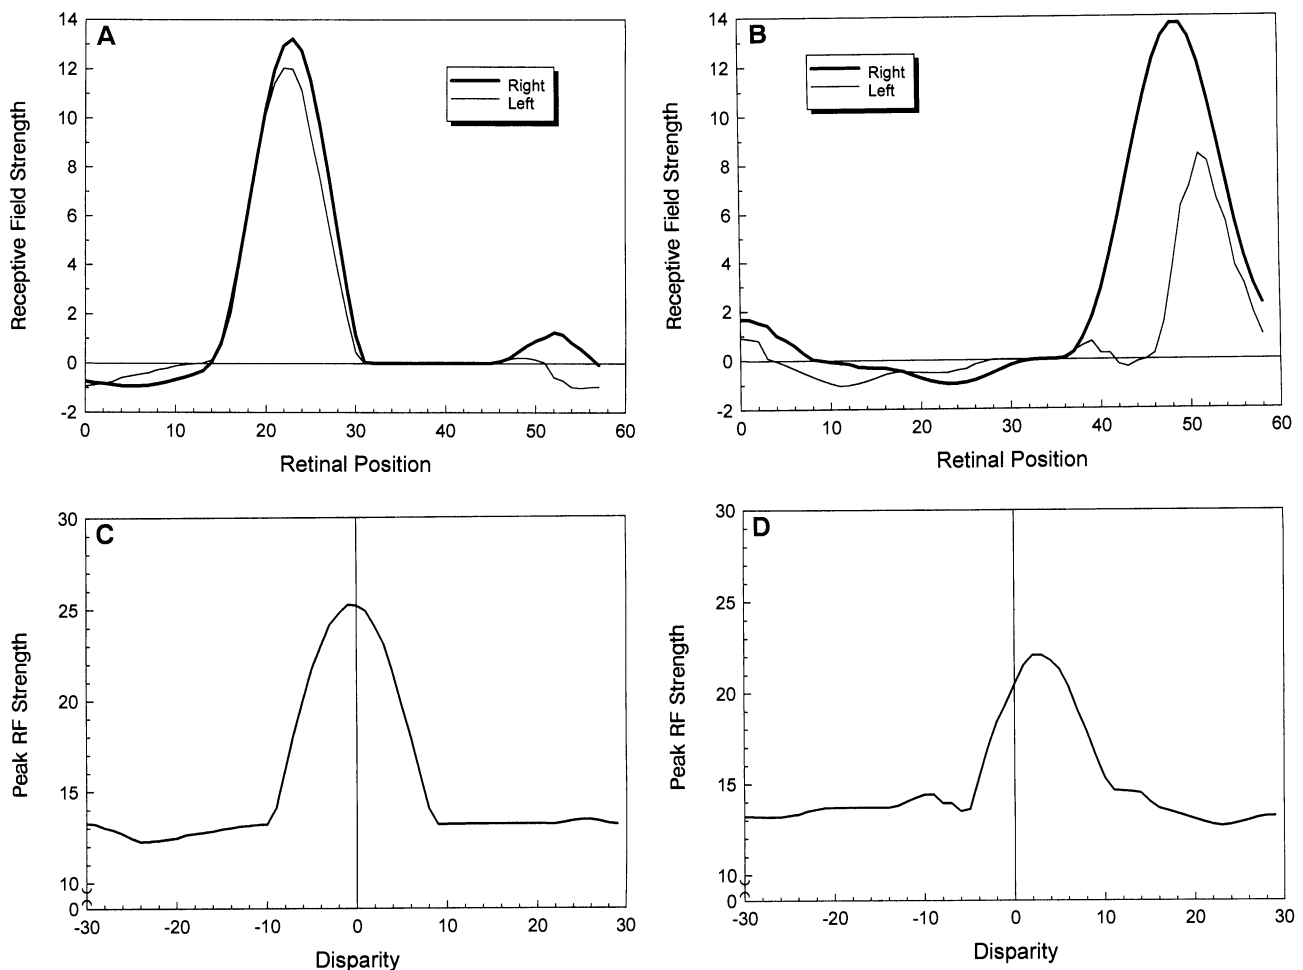 A
14
12
10
8
6
4
2
0
-2
Receptive Field Strength
Right
Left
0 10 20 30 40 50 60
Retinal Position
B
14
12
10
8
6
4
2
0
-2
Receptive Field Strength
Right
Left
0 10 20 30 40 50 60
Retinal Position
C
30
25
20
15
10
0
Peak RF Strength
-30 -20 -10 0 10 20 30
Disparity
D
30
25
20
15
10
0
Peak RF Strength
-30 -20 -10 0 10 20 30
Disparity